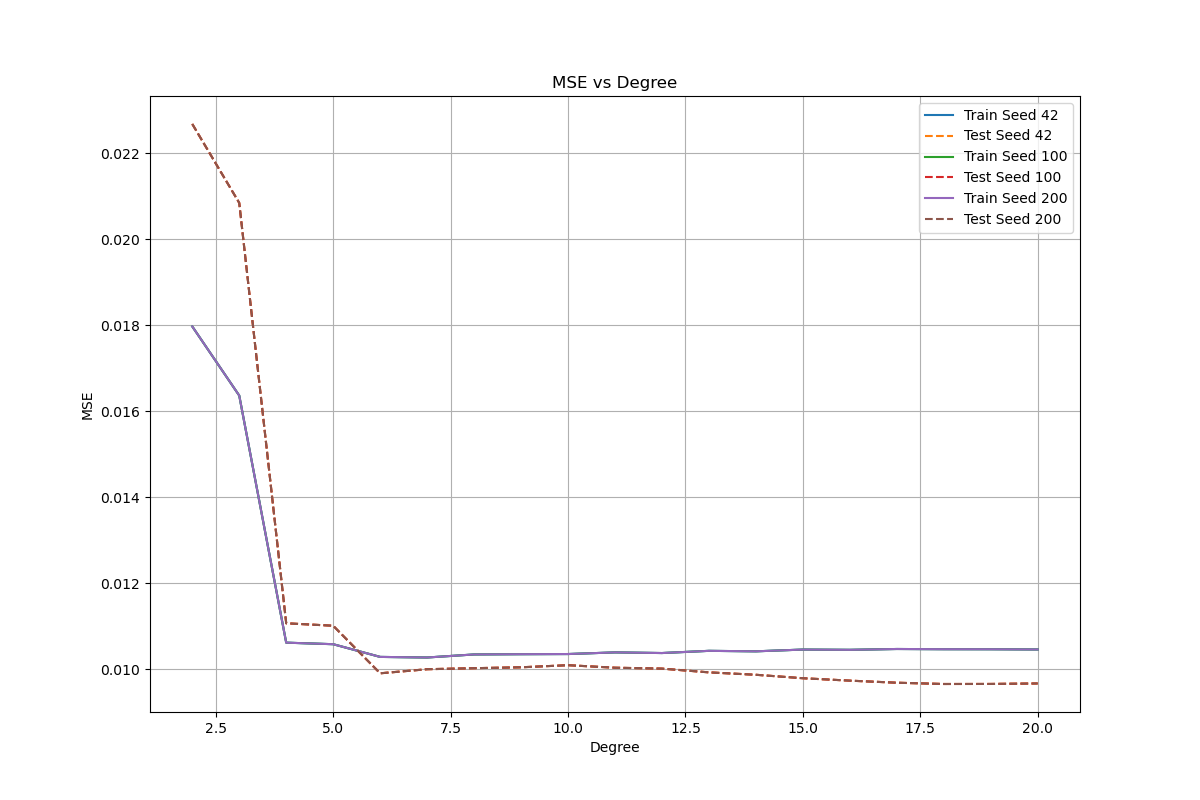 MSE vs Degree
Train Seed 42
Test Seed 42
Train Seed 100
Test Seed 100
Train Seed 200
Test Seed 200
0.022
0.020
0.018
0.016
0.014
0.012
0.010
MSE
2.5 5.0 7.5 10.0 12.5 15.0 17.5 20.0
Degree